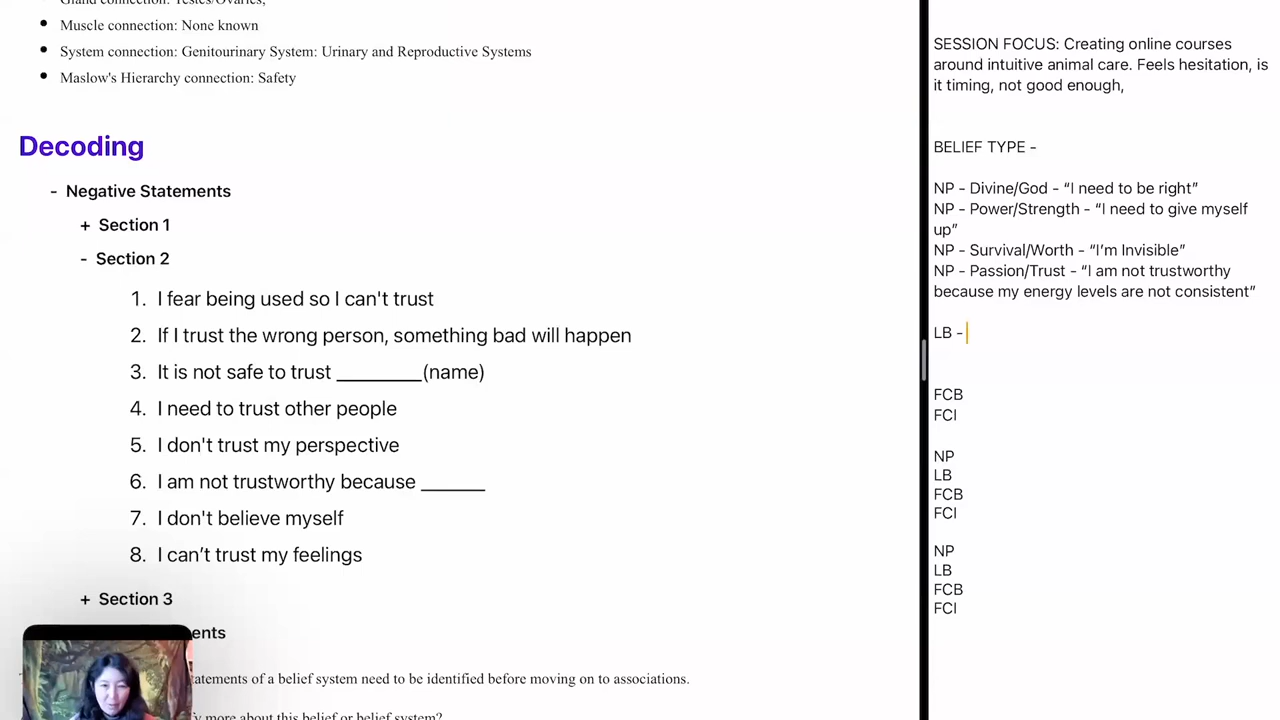 Gland connection: Testes/Ovaries,
Muscle connection: None known
System connection: Genitourinary System: Urinary and Reproductive Systems
Maslow's Hierarchy connection: Safety
Decoding
- Negative Statements
+ Section 1
- Section 2
1. I fear being used so I can't trust
2. If I trust the wrong person, something bad will happen
3. It is not safe to trust _________(name)
4. I need to trust other people
5. I don't trust my perspective
6. I am not trustworthy because _______
7. I don't believe myself
8. I can’t trust my feelings
+ Section 3
ents
atements of a belief system need to be identified before moving on to associations.
fy more about this belief or belief system?
SESSION FOCUS: Creating online courses
around intuitive animal care. Feels hesitation, is
it timing, not good enough,
BELIEF TYPE -
NP - Divine/God - “I need to be right”
NP - Power/Strength - “I need to give myself
up”
NP - Survival/Worth - “I’m Invisible”
NP - Passion/Trust - “I am not trustworthy
because my energy levels are not consistent”
LB -
FCB
FCI
NP
LB
FCB
FCI
NP
LB
FCB
FCI